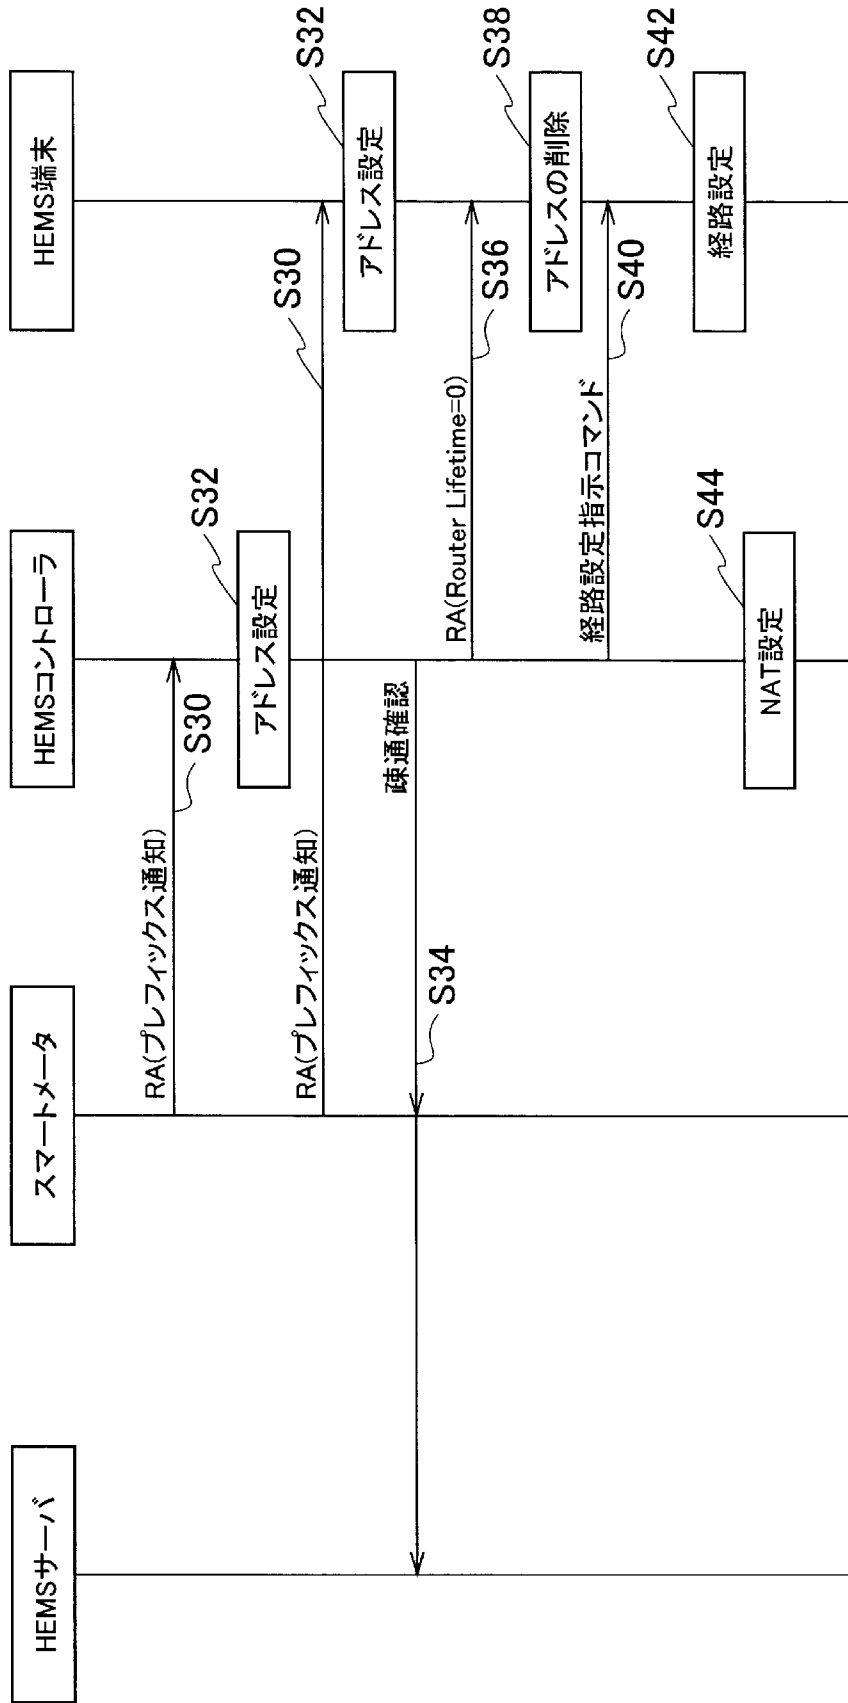 HEMSサーバ
スマートメータ
HEMSコントローラ
HEMS端末
RA(プレフィックス通知)
S30
アドレス設定
S32
RA(プレフィックス通知)
S30
アドレス設定
S32
疎通確認
S34
RA(Router Lifetime=0)
S36
アドレスの削除
S38
経路設定指示コマンド
S40
経路設定
S42
NAT設定
S44